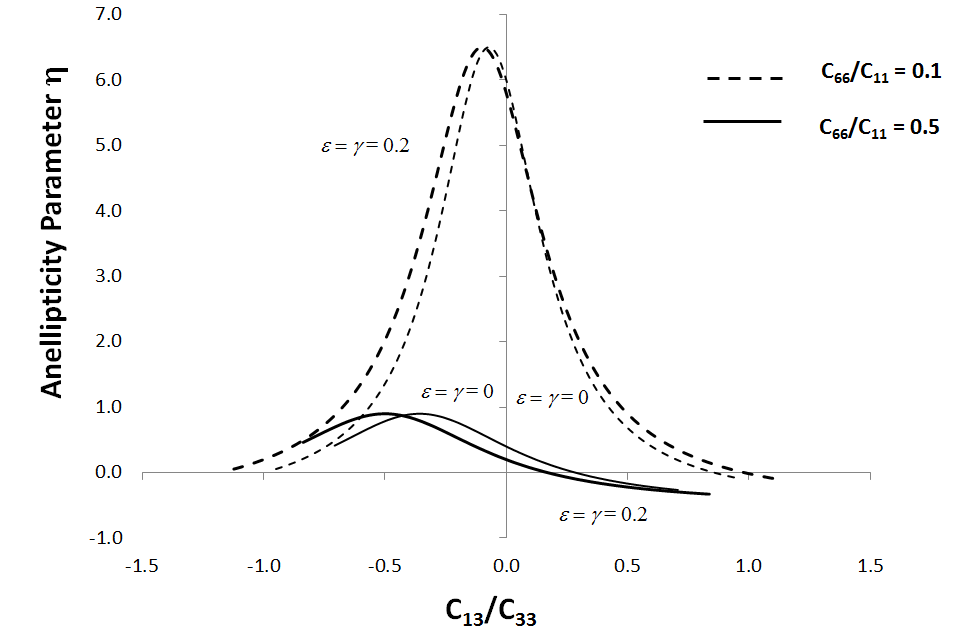 7.0
6.0
5.0
4.0
3.0
2.0
1.0
0.0
-1.0
Anellipticity Parameter η
-1.5 -1.0 -0.5 0.0 0.5 1.0 1.5
C₁₃/C₃₃
C₆₆/C₁₁ = 0.1
C₆₆/C₁₁ = 0.5
ε = γ = 0.2
ε = γ = 0
ε = γ = 0
ε = γ = 0.2